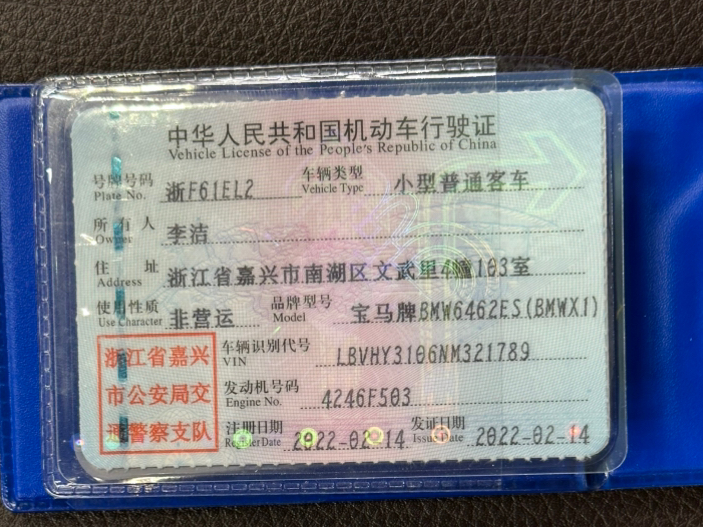 中华人民共和国机动车行驶证
Vehicle License of the People's Republic of China
号牌号码 浙F61EL2 车辆类型 小型普通客车
Plate No. Vehicle Type
所有人 李洁
Owner
住址 浙江省嘉兴市南湖区文武里4幢103室
Address
使用性质 非营运 品牌型号 宝马牌BMW6462ES(BMWX1)
Use Character Model
浙江省嘉兴
市公安局交
通警察支队
车辆识别代号 LBVHY3106NM321789
VIN
发动机号码 4246F503
Engine No.
注册日期 2022-02-14 发证日期 2022-02-14
Register Date Issue Date